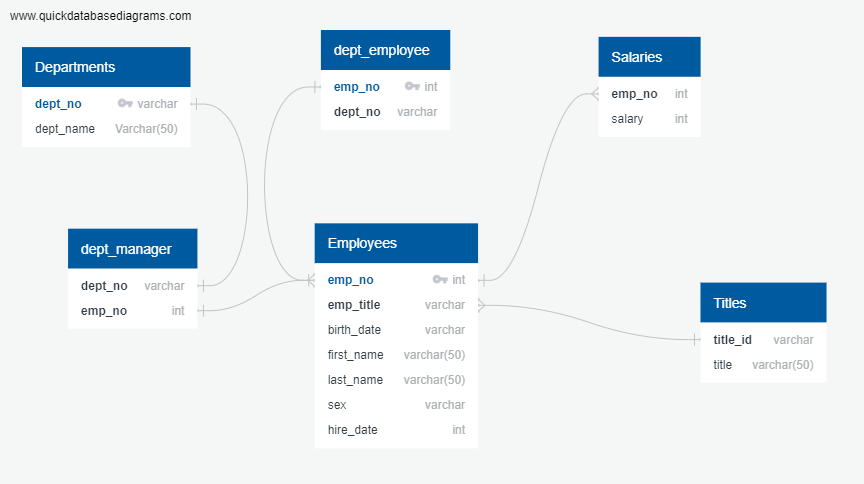 www.quickdatabasediagrams.com
Departments
dept_no varchar
dept_name Varchar(50)
dept_employee
emp_no int
dept_no varchar
Salaries
emp_no int
salary int
dept_manager
dept_no varchar
emp_no int
Employees
emp_no int
emp_title varchar
birth_date varchar
first_name varchar(50)
last_name varchar(50)
sex varchar
hire_date int
Titles
title_id varchar
title varchar(50)